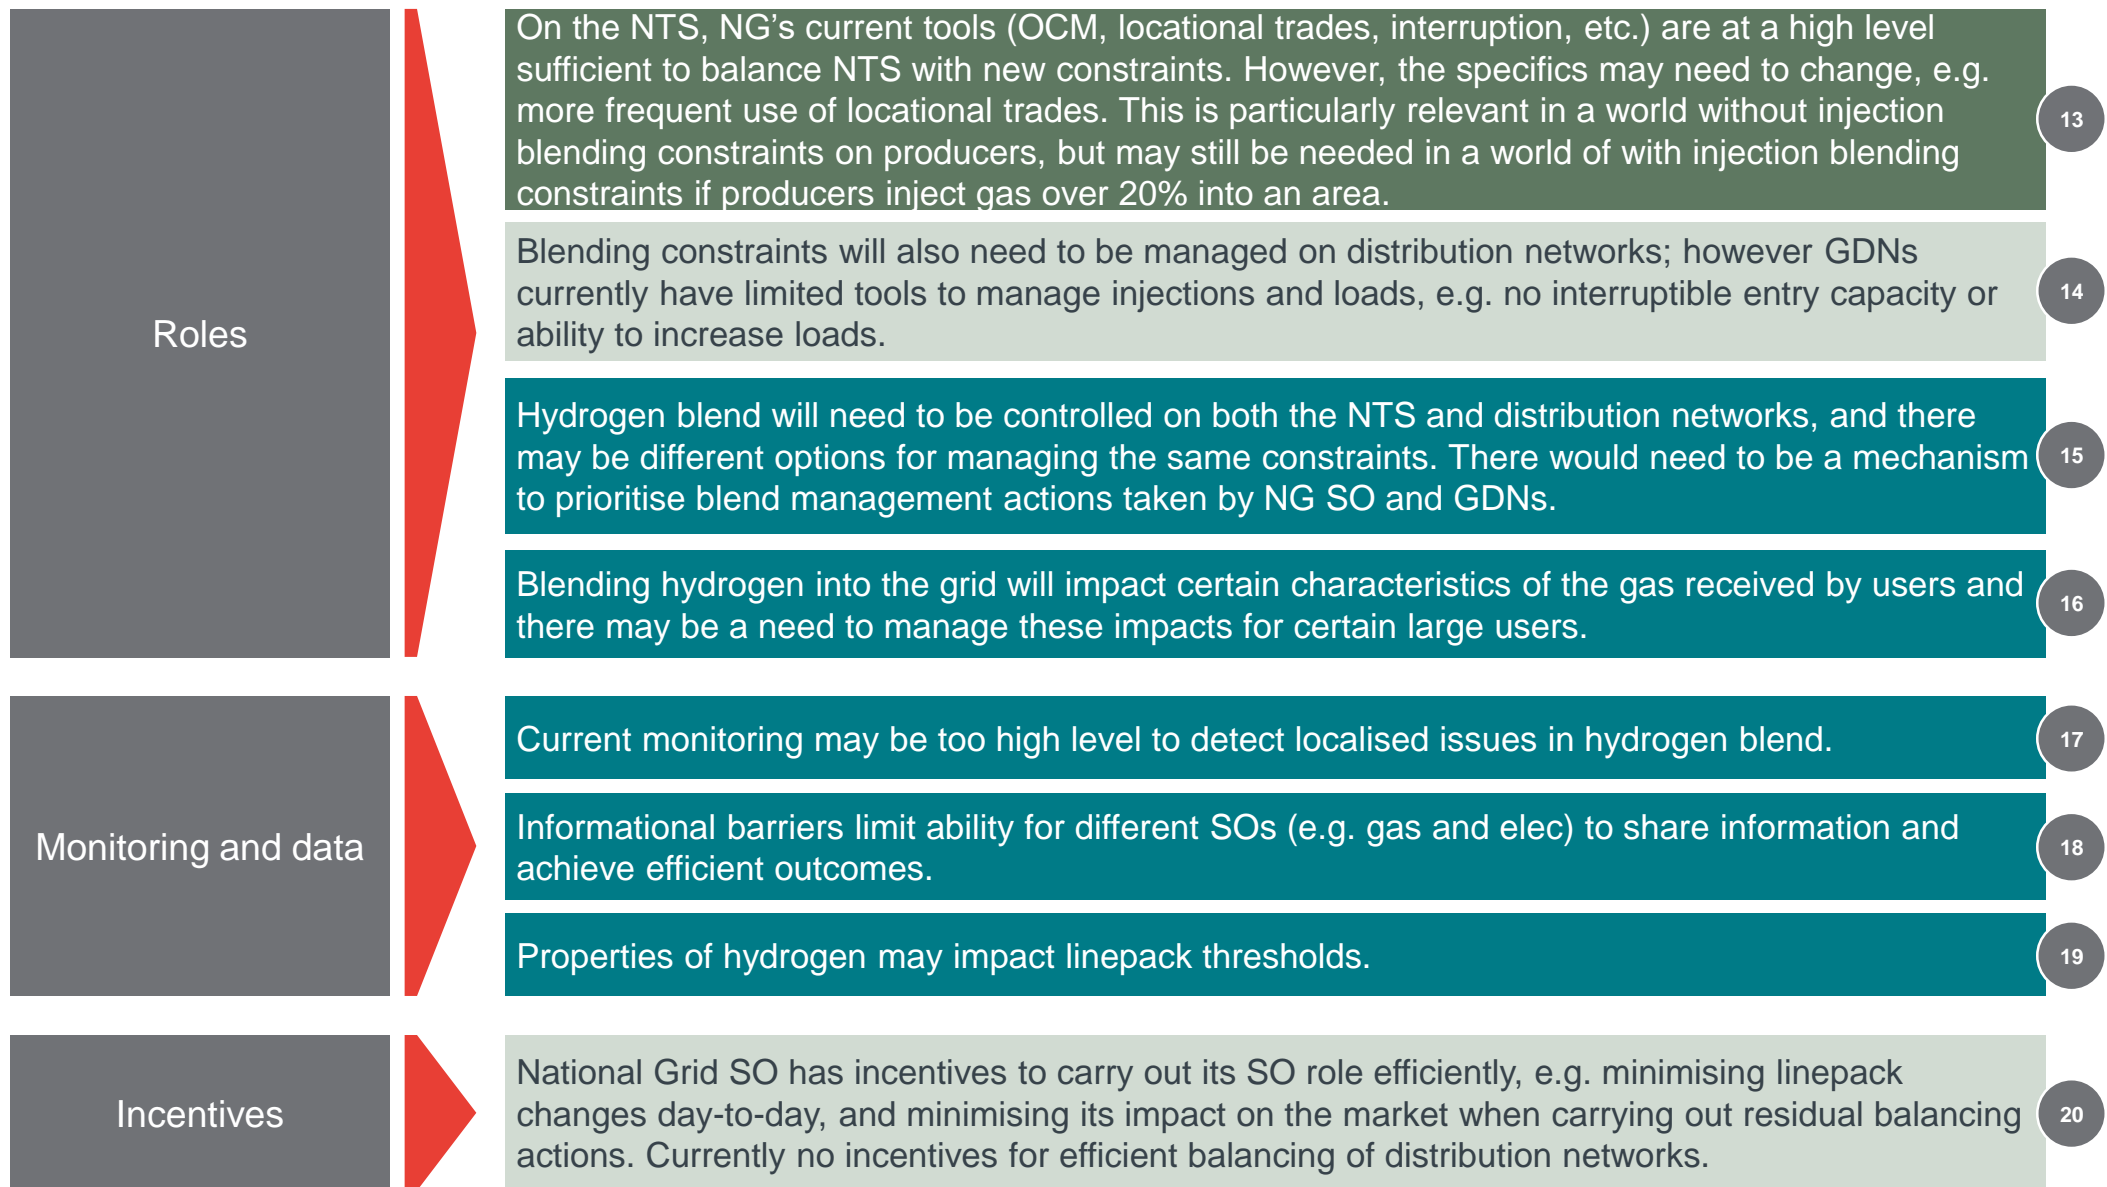 Roles
On the NTS, NG’s current tools (OCM, locational trades, interruption, etc.) are at a high level
sufficient to balance NTS with new constraints. However, the specifics may need to change, e.g.
more frequent use of locational trades. This is particularly relevant in a world without injection
blending constraints on producers, but may still be needed in a world of with injection blending
constraints if producers inject gas over 20% into an area.
13
Blending constraints will also need to be managed on distribution networks; however GDNs
currently have limited tools to manage injections and loads, e.g. no interruptible entry capacity or
ability to increase loads.
14
Hydrogen blend will need to be controlled on both the NTS and distribution networks, and there
may be different options for managing the same constraints. There would need to be a mechanism
to prioritise blend management actions taken by NG SO and GDNs.
15
Blending hydrogen into the grid will impact certain characteristics of the gas received by users and
there may be a need to manage these impacts for certain large users.
16
Monitoring and data
Current monitoring may be too high level to detect localised issues in hydrogen blend.
17
Informational barriers limit ability for different SOs (e.g. gas and elec) to share information and
achieve efficient outcomes.
18
Properties of hydrogen may impact linepack thresholds.
19
Incentives
National Grid SO has incentives to carry out its SO role efficiently, e.g. minimising linepack
changes day-to-day, and minimising its impact on the market when carrying out residual balancing
actions. Currently no incentives for efficient balancing of distribution networks.
20